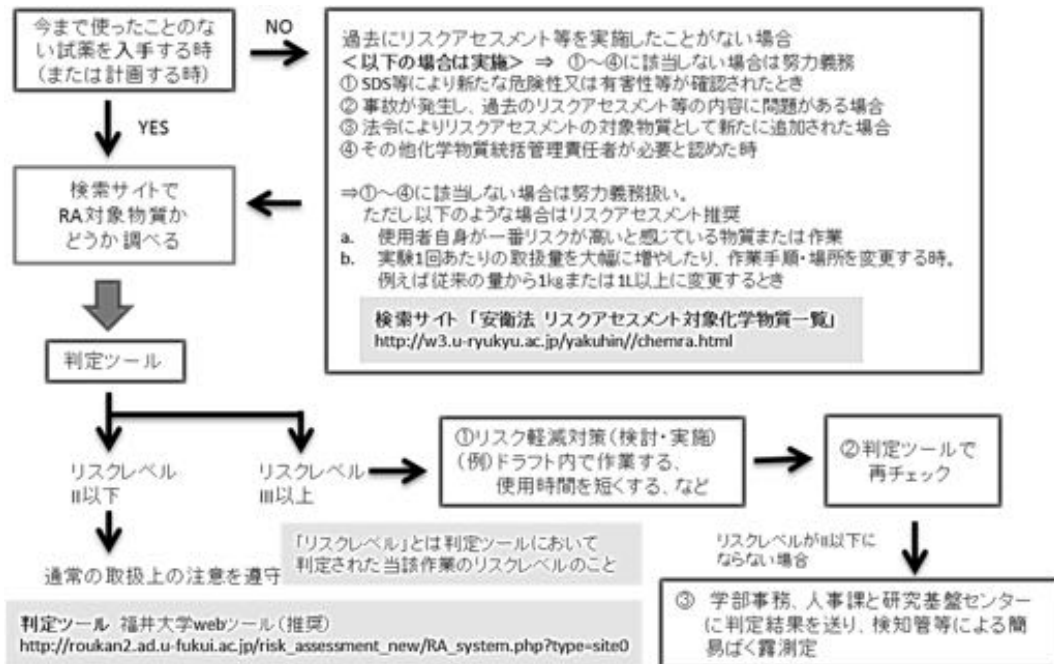 今まで使ったことのな
い試薬を入手する時
(または計画する時)
NO
YES
過去にリスクアセスメント等を実施したことがない場合
<以下の場合は実施> ⇒ ①～④に該当しない場合は努力義務
① SDS等により新たな危険性又は有害性等が確認されたとき
② 事故が発生し、過去のリスクアセスメント等の内容に問題がある場合
③ 法令によりリスクアセスメントの対象物質として新たに追加された場合
④ その他化学物質統括管理責任者が必要と認めた時
⇒①～④に該当しない場合は努力義務扱い。
ただし以下のような場合はリスクアセスメント推奨
a. 使用者自身が一番リスクが高いと感じている物質または作業
b. 実験1回あたりの取扱量を大幅に増やしたり、作業手順・場所を変更する時。
例えば従来の量から1kgまたは1L以上に変更するとき
検索サイト 「安衛法 リスクアセスメント対象化学物質一覧」
http://w3.u-ryukyu.ac.jp/yakuhin//chemra.html
検索サイトで
RA対象物質か
どうか調べる
判定ツール
リスクレベル
II以下
リスクレベル
III以上
①リスク軽減対策(検討・実施)
(例)ドラフト内で作業する、
使用時間を短くする、など
②判定ツールで
再チェック
通常の取扱上の注意を遵守
「リスクレベル」とは判定ツールにおいて
判定された当該作業のリスクレベルのこと
リスクレベルがII以下に
ならない場合
③ 学部事務、人事課と研究基盤センター
に判定結果を送り、検知管等による簡
易ばく露測定
判定ツール 福井大学webツール(推奨)
http://roukan2.ad.u-fukui.ac.jp/risk_assessment_new/RA_system.php?type=site0